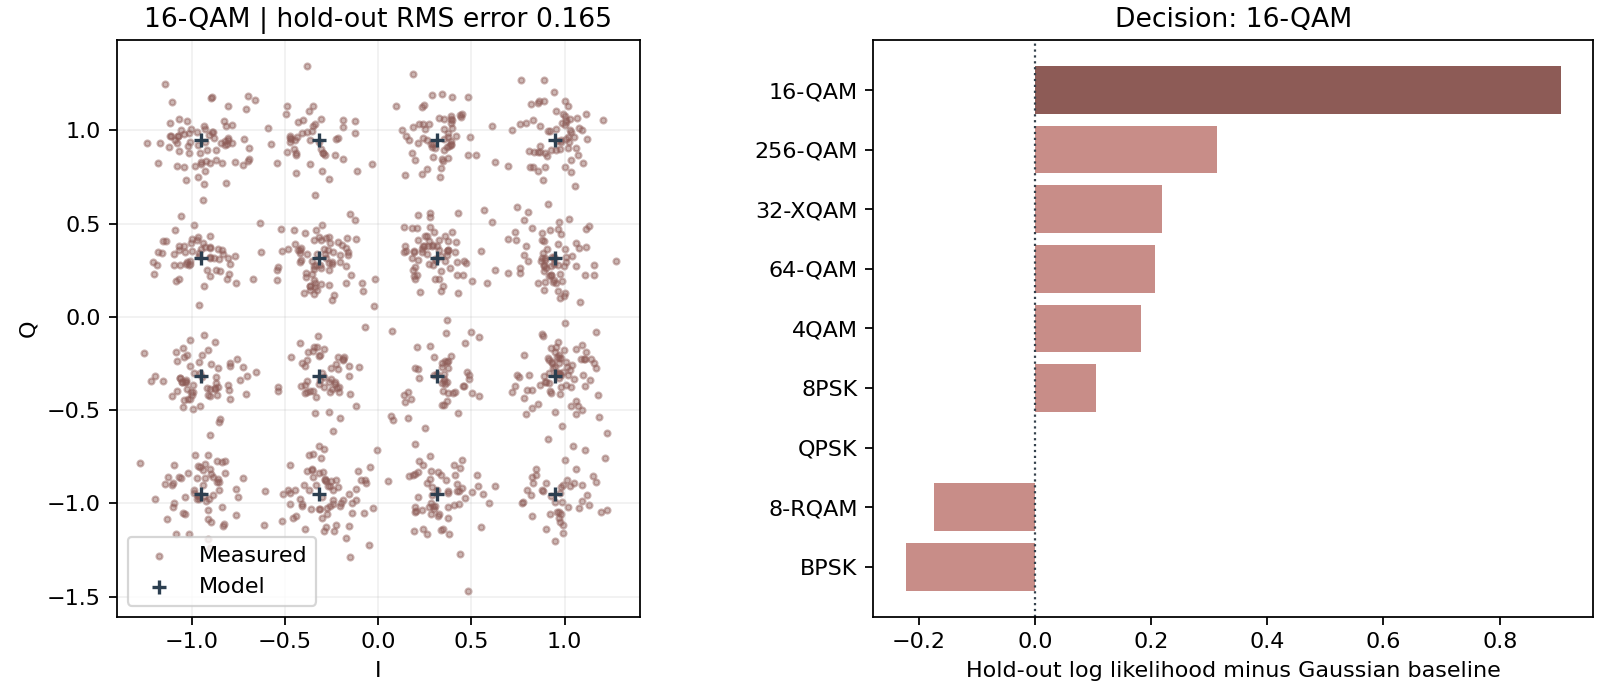 16-QAM | hold-out RMS error 0.165
1.0
0.5
0.0
−0.5
−1.0
−1.5
Q
Measured
Model
−1.0
−0.5
0.0
0.5
1.0
I
Decision: 16-QAM
16-QAM
256-QAM
32-XQAM
64-QAM
4QAM
8PSK
QPSK
8-RQAM
BPSK
−0.2
0.0
0.2
0.4
0.6
0.8
Hold-out log likelihood minus Gaussian baseline